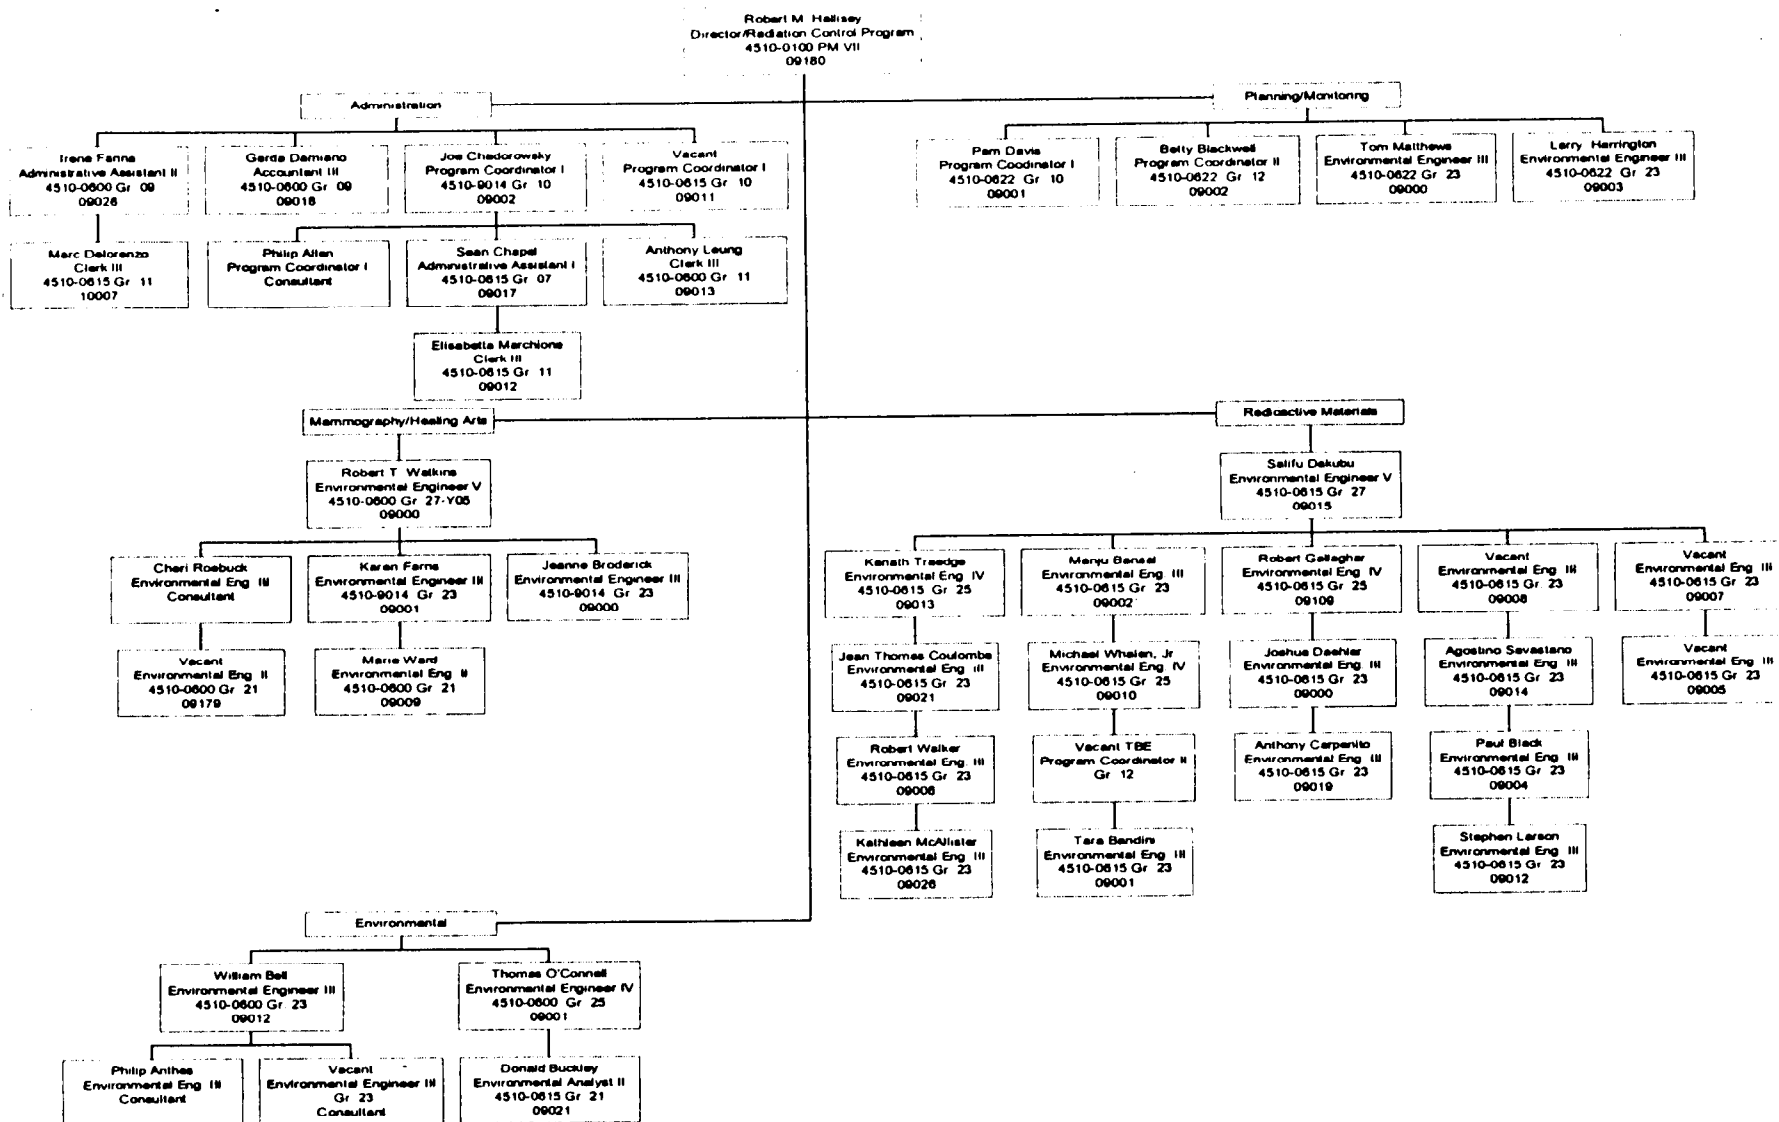 Robert M. Hallisey
Director/Radiation Control Program
4510-0100 PM VII
09180
Administration
Planning/Monitoring
Irene Fanna
Administrative Assistant II
4510-0600 Gr 09
09026
Gerda Damiano
Accountant III
4510-0600 Gr 09
09016
Joe Chadorowsky
Program Coordinator I
4510-9014 Gr 10
09002
Vacant
Program Coordinator I
4510-0615 Gr 10
09011
Pam Davis
Program Coodinator I
4510-0622 Gr 10
09001
Betty Blackwell
Program Coordinator II
4510-0622 Gr 12
09002
Tom Matthews
Environmental Engineer III
4510-0622 Gr 23
09000
Larry Harrington
Environmental Engineer III
4510-0622 Gr 23
09003
Marc Delorenzo
Clerk III
4510-0615 Gr 11
10007
Philip Allen
Program Coordinator I
Consultant
Sean Chapel
Administrative Assistant I
4510-0615 Gr 07
09017
Anthony Leung
Clerk III
4510-0600 Gr 11
09013
Elisabetta Marchione
Clerk III
4510-0615 Gr 11
09012
Mammography/Healing Arts
Radioactive Materials
Robert T. Watkins
Environmental Engineer V
4510-0600 Gr 27-Y05
09000
Salifu Dakubu
Environmental Engineer V
4510-0615 Gr 27
09015
Cheri Roebuck
Environmental Eng III
Consultant
Karen Farns
Environmental Engineer III
4510-9014 Gr 23
09001
Jeanne Broderick
Environmental Engineer III
4510-9014 Gr 23
09000
Kenath Traedge
Environmental Eng. IV
4510-0615 Gr 25
09013
Manju Bansal
Environmental Eng. III
4510-0615 Gr 23
09002
Robert Gallaghar
Environmental Eng IV
4510-0615 Gr 25
09109
Vacant
Environmental Eng III
4510-0615 Gr 23
09008
Vacant
Environmental Eng. III
4510-0615 Gr 23
09007
Vacant
Environmental Eng II
4510-0600 Gr 21
09179
Marie Ward
Environmental Eng II
4510-0600 Gr 21
09009
Jean Thomas Coulombe
Environmental Eng III
4510-0615 Gr 23
09021
Michael Whalen, Jr
Environmental Eng. IV
4510-0615 Gr 25
09010
Joshua Daehler
Environmental Eng. III
4510-0615 Gr 23
09000
Agostino Savastano
Environmental Eng III
4510-0615 Gr 23
09014
Vacant
Environmental Eng III
4510-0615 Gr 23
09005
Robert Walker
Environmental Eng. III
4510-0615 Gr 23
09006
Vacant TBE
Program Coordinator II
Gr 12
Anthony Carpenito
Environmental Eng III
4510-0615 Gr 23
09019
Paul Black
Environmental Eng III
4510-0615 Gr 23
09004
Kathleen McAllister
Environmental Eng III
4510-0615 Gr 23
09026
Tara Bandini
Environmental Eng III
4510-0615 Gr 23
09001
Stephen Larson
Environmental Eng III
4510-0615 Gr 23
09012
Environmental
William Bell
Environmental Engineer III
4510-0600 Gr 23
09012
Thomas O'Connell
Environmental Engineer IV
4510-0600 Gr 25
09001
Philip Anthes
Environmental Eng III
Consultant
Vacant
Environmental Engineer III
Gr 23
Consultant
Donald Buckley
Environmental Analyst II
4510-0615 Gr 21
09021